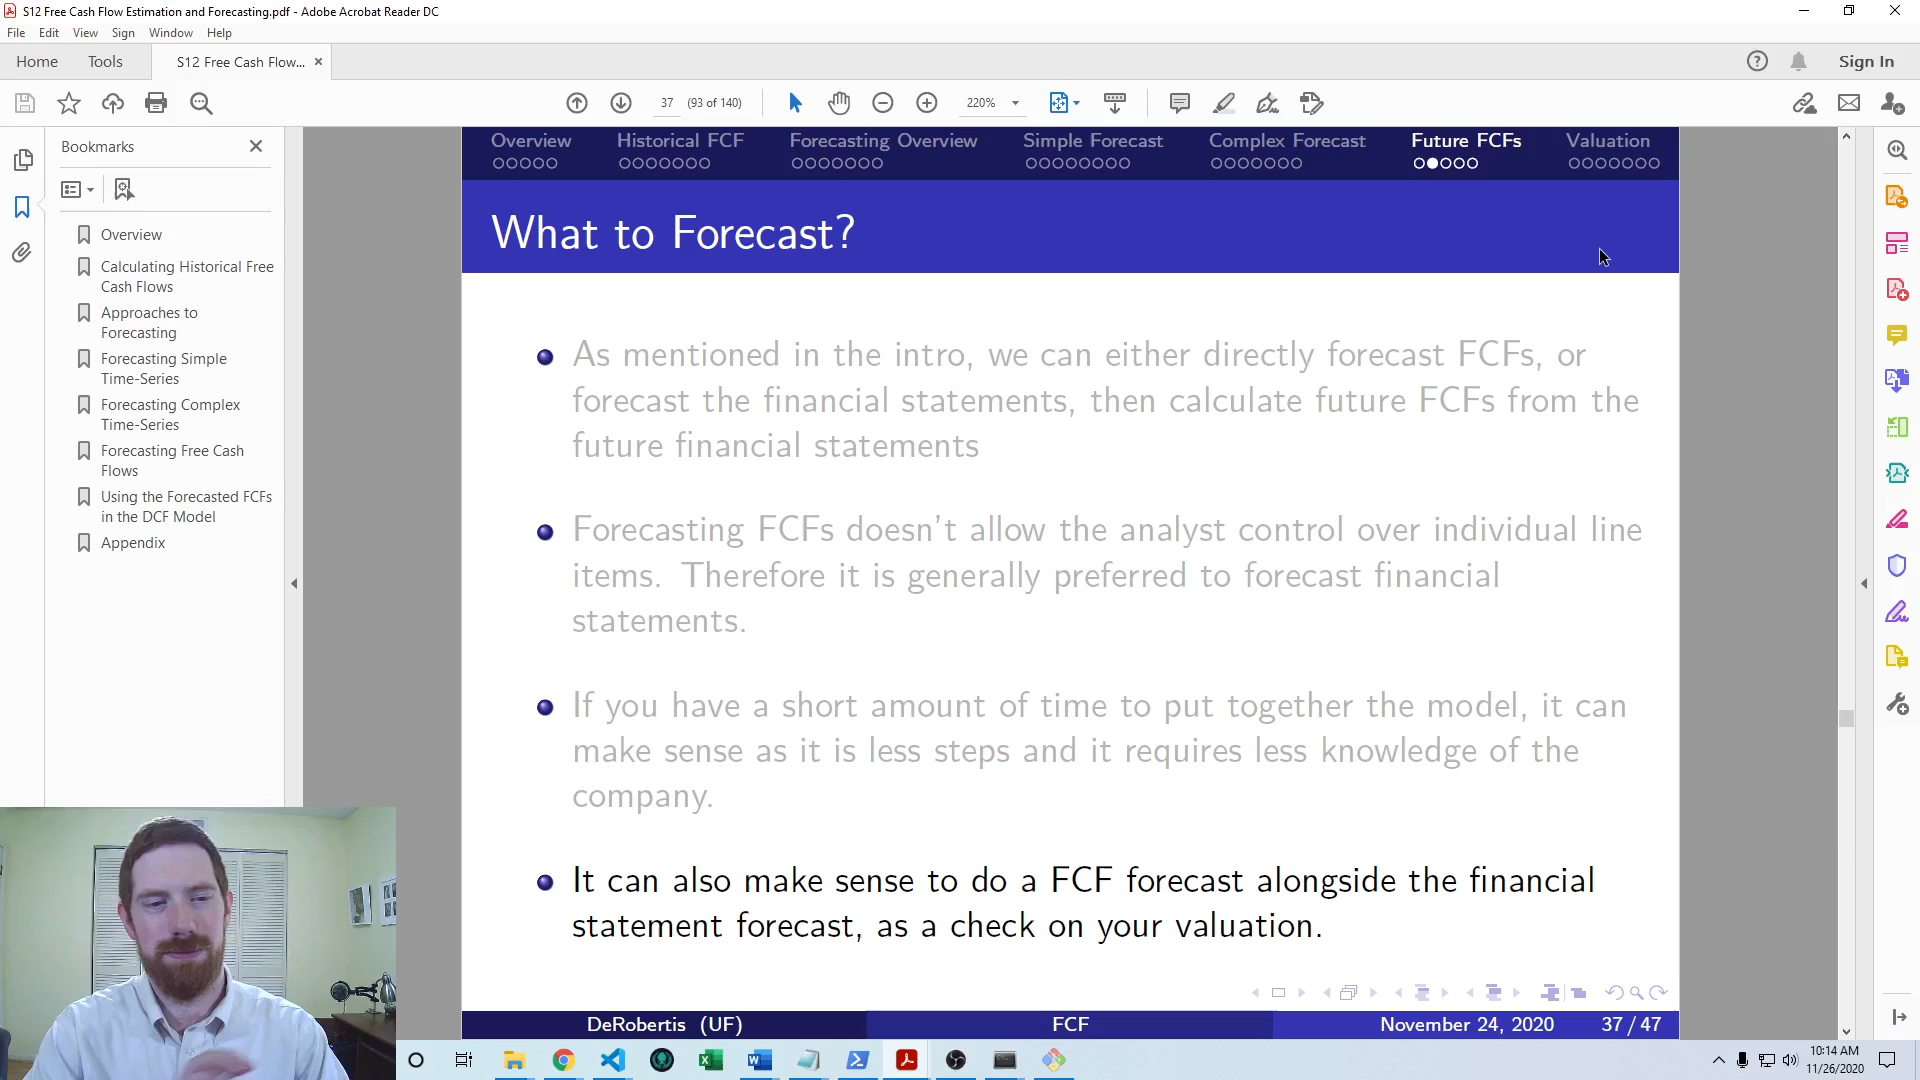 S12 Free Cash Flow Estimation and Forecasting.pdf - Adobe Acrobat Reader DC
File Edit View Sign Window Help
Home Tools S12 Free Cash Flow... × Sign In
37 (93 of 140) 220%
Bookmarks
Overview
Calculating Historical Free
Cash Flows
Approaches to
Forecasting
Forecasting Simple
Time-Series
Forecasting Complex
Time-Series
Forecasting Free Cash
Flows
Using the Forecasted FCFs
in the DCF Model
Appendix
Overview Historical FCF Forecasting Overview Simple Forecast Complex Forecast Future FCFs Valuation
What to Forecast?
As mentioned in the intro, we can either directly forecast FCFs, or
forecast the financial statements, then calculate future FCFs from the
future financial statements
Forecasting FCFs doesn't allow the analyst control over individual line
items. Therefore it is generally preferred to forecast financial
statements.
If you have a short amount of time to put together the model, it can
make sense as it is less steps and it requires less knowledge of the
company.
It can also make sense to do a FCF forecast alongside the financial
statement forecast, as a check on your valuation.
DeRobertis (UF) FCF November 24, 2020 37 / 47
10:14 AM
11/26/2020